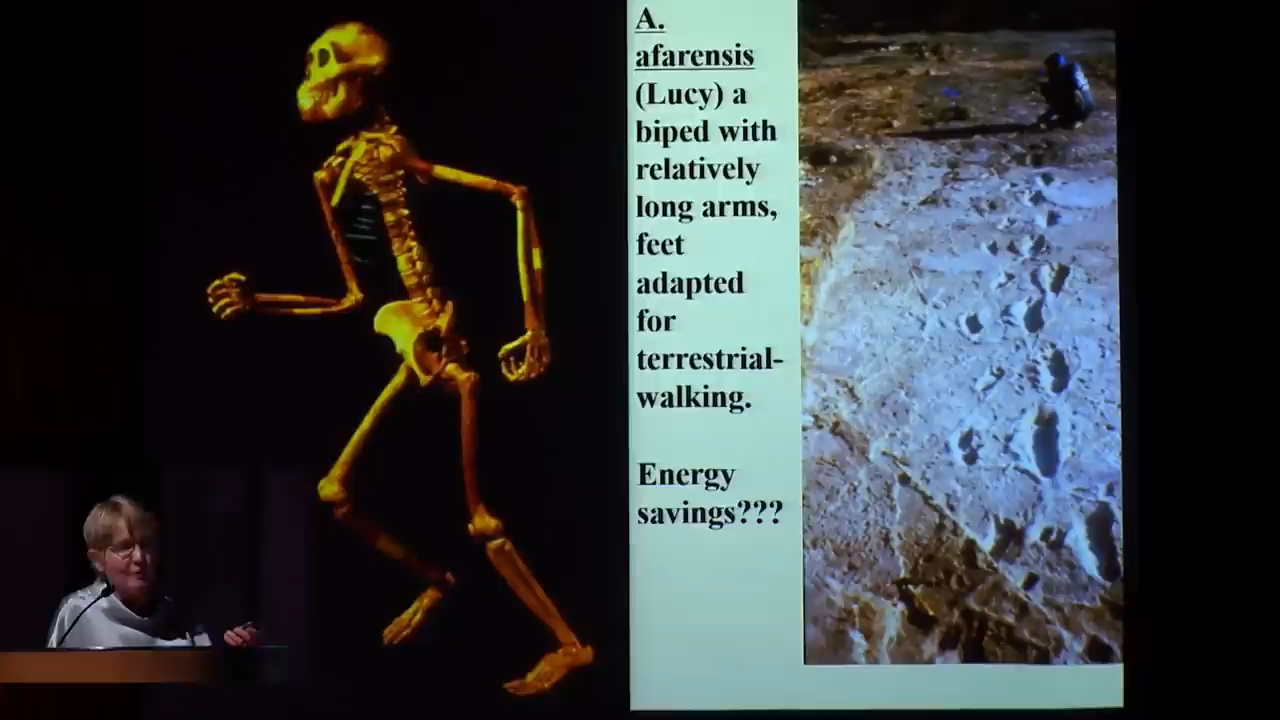 A.
afarensis
(Lucy) a
biped with
relatively
long arms,
feet
adapted
for
terrestrial-
walking.
Energy
savings???